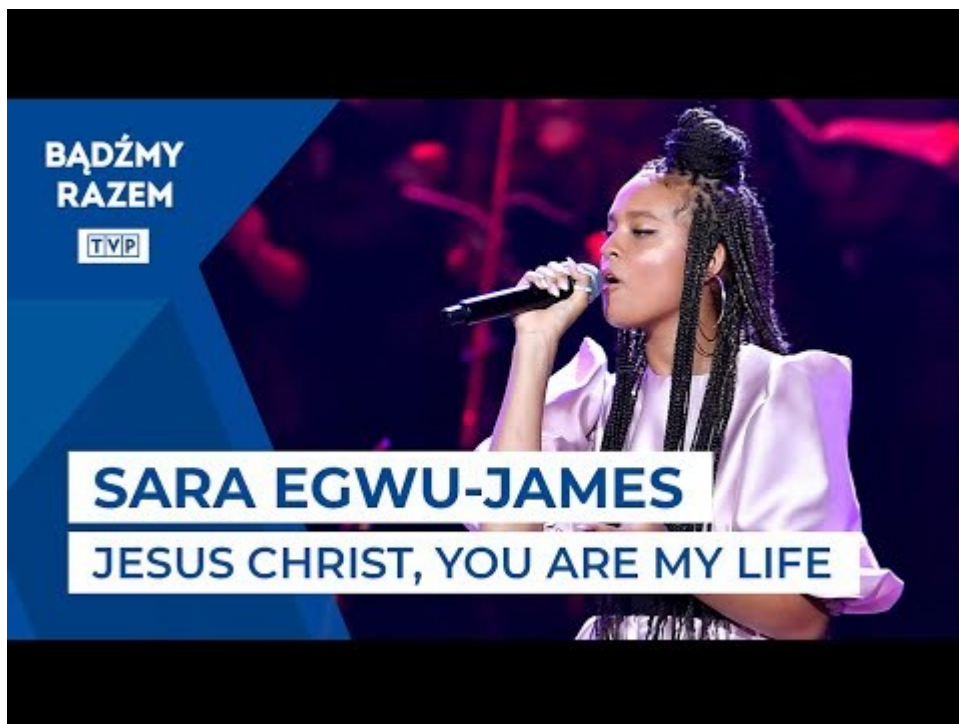 BĄDŹMY
RAZEM
TVP
SARA EGWU-JAMES
JESUS CHRIST, YOU ARE MY LIFE